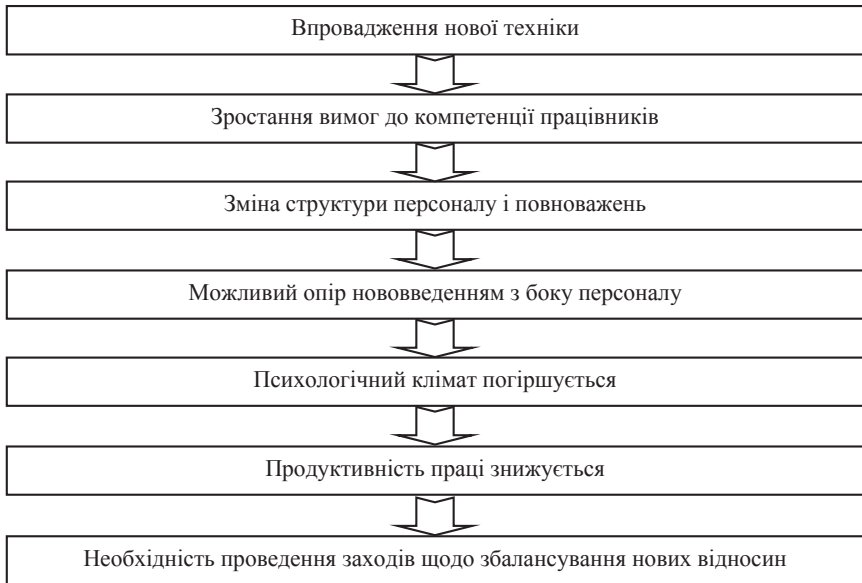 Впровадження нової техніки
Зростання вимог до компетенції працівників
Зміна структури персоналу і повноважень
Можливий опір нововведенням з боку персоналу
Психологічний клімат погіршується
Продуктивність праці знижується
Необхідність проведення заходів щодо збалансування нових відносин